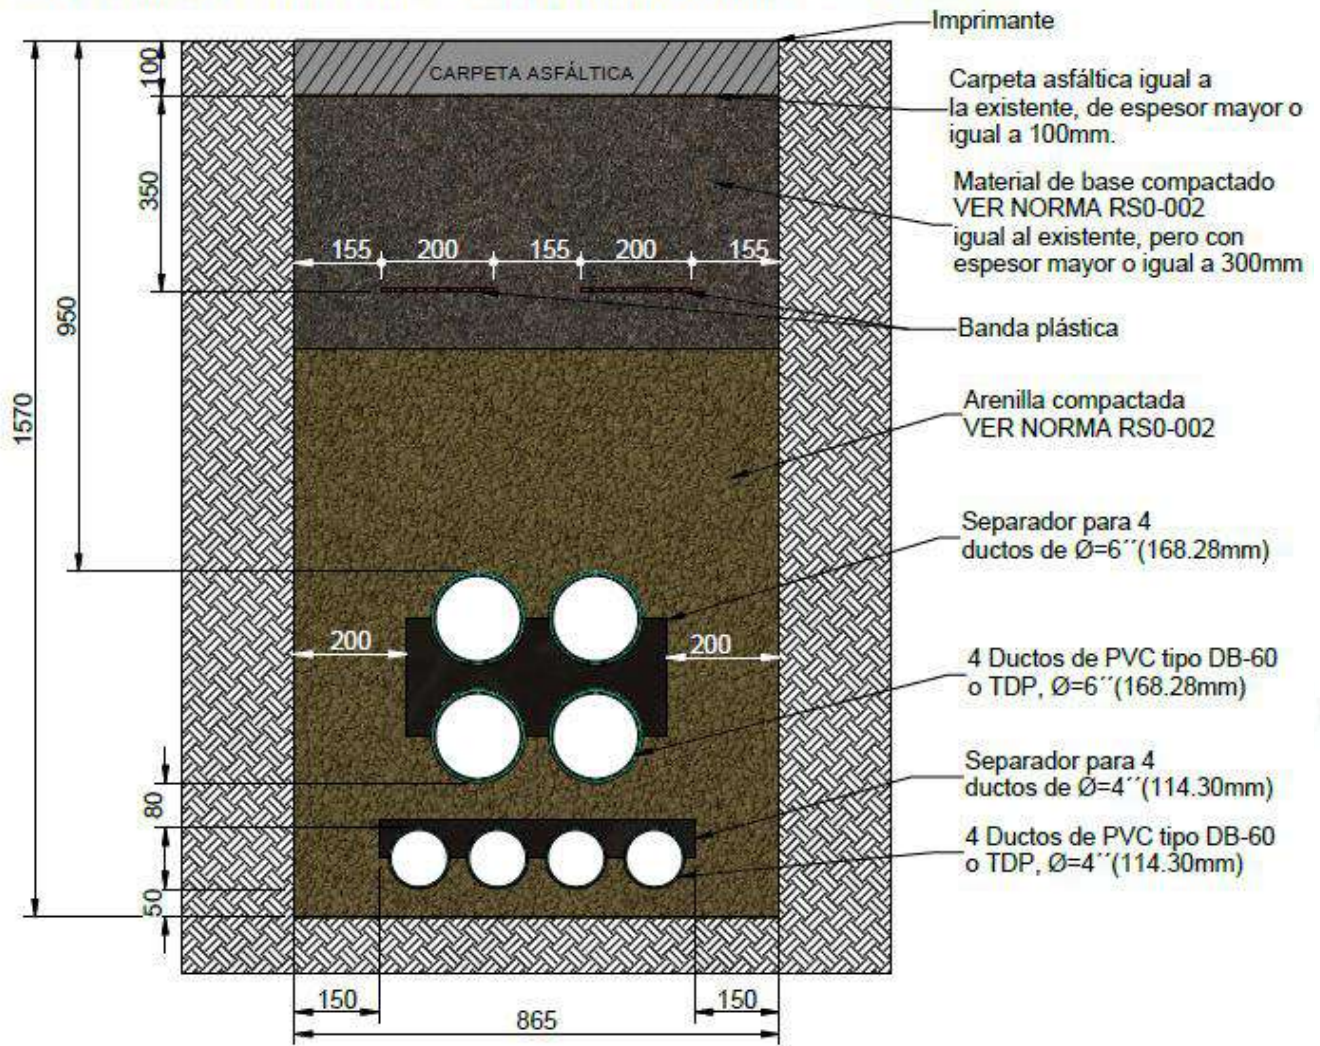 Imprimante
CARPETA ASFÁLTICA
Carpeta asfáltica igual a
la existente, de espesor mayor o
igual a 100mm.
Material de base compactado
VER NORMA RS0-002
igual al existente, pero con
espesor mayor o igual a 300mm
Banda plástica
Arenilla compactada
VER NORMA RS0-002
Separador para 4
ductos de Ø=6´´(168.28mm)
4 Ductos de PVC tipo DB-60
o TDP, Ø=6´´(168.28mm)
Separador para 4
ductos de Ø=4´´(114.30mm)
4 Ductos de PVC tipo DB-60
o TDP, Ø=4´´(114.30mm)
100
350
950
1570
155 200 155 200 155
200 200
80
50
150 150
865